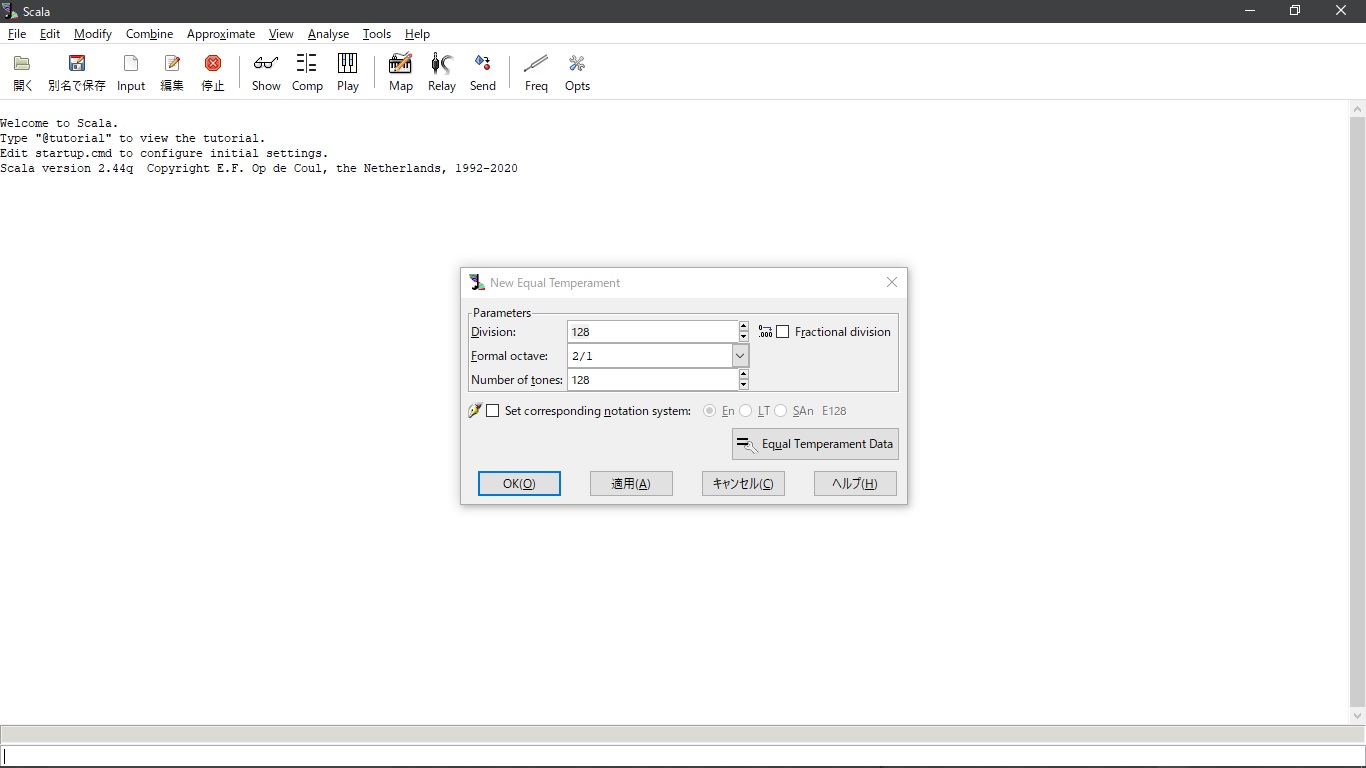 Scala
File Edit Modify Combine Approximate View Analyse Tools Help
開く 別名で保存 Input 編集 停止 Show Comp Play Map Relay Send Freq Opts
Welcome to Scala.
Type "@tutorial" to view the tutorial.
Edit startup.cmd to configure initial settings.
Scala version 2.44q Copyright E.F. Op de Coul, the Netherlands, 1992-2020
New Equal Temperament
Parameters
Division: 128 Fractional division
Formal octave: 2/1
Number of tones: 128
Set corresponding notation system: En LT SAn E128
Equal Temperament Data
OK(O) 適用(A) キャンセル(C) ヘルプ(H)